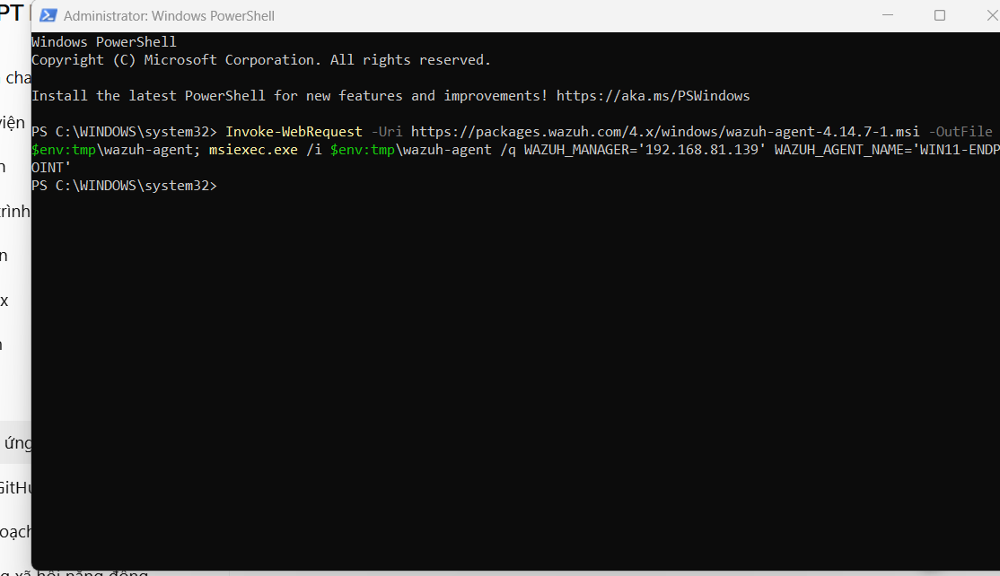 PT
Administrator: Windows PowerShell
Windows PowerShell
Copyright (C) Microsoft Corporation. All rights reserved.
cha
Install the latest PowerShell for new features and improvements! https://aka.ms/PSWindows
viện
PS C:\WINDOWS\system32> Invoke-WebRequest -Uri https://packages.wazuh.com/4.x/windows/wazuh-agent-4.14.7-1.msi -OutFile
$env:tmp\wazuh-agent; msiexec.exe /i $env:tmp\wazuh-agent /q WAZUH_MANAGER='192.168.81.139' WAZUH_AGENT_NAME='WIN11-ENDP
OINT'
PS C:\WINDOWS\system32>
n
trình
n
x
n
ứng
GitHu
oạch